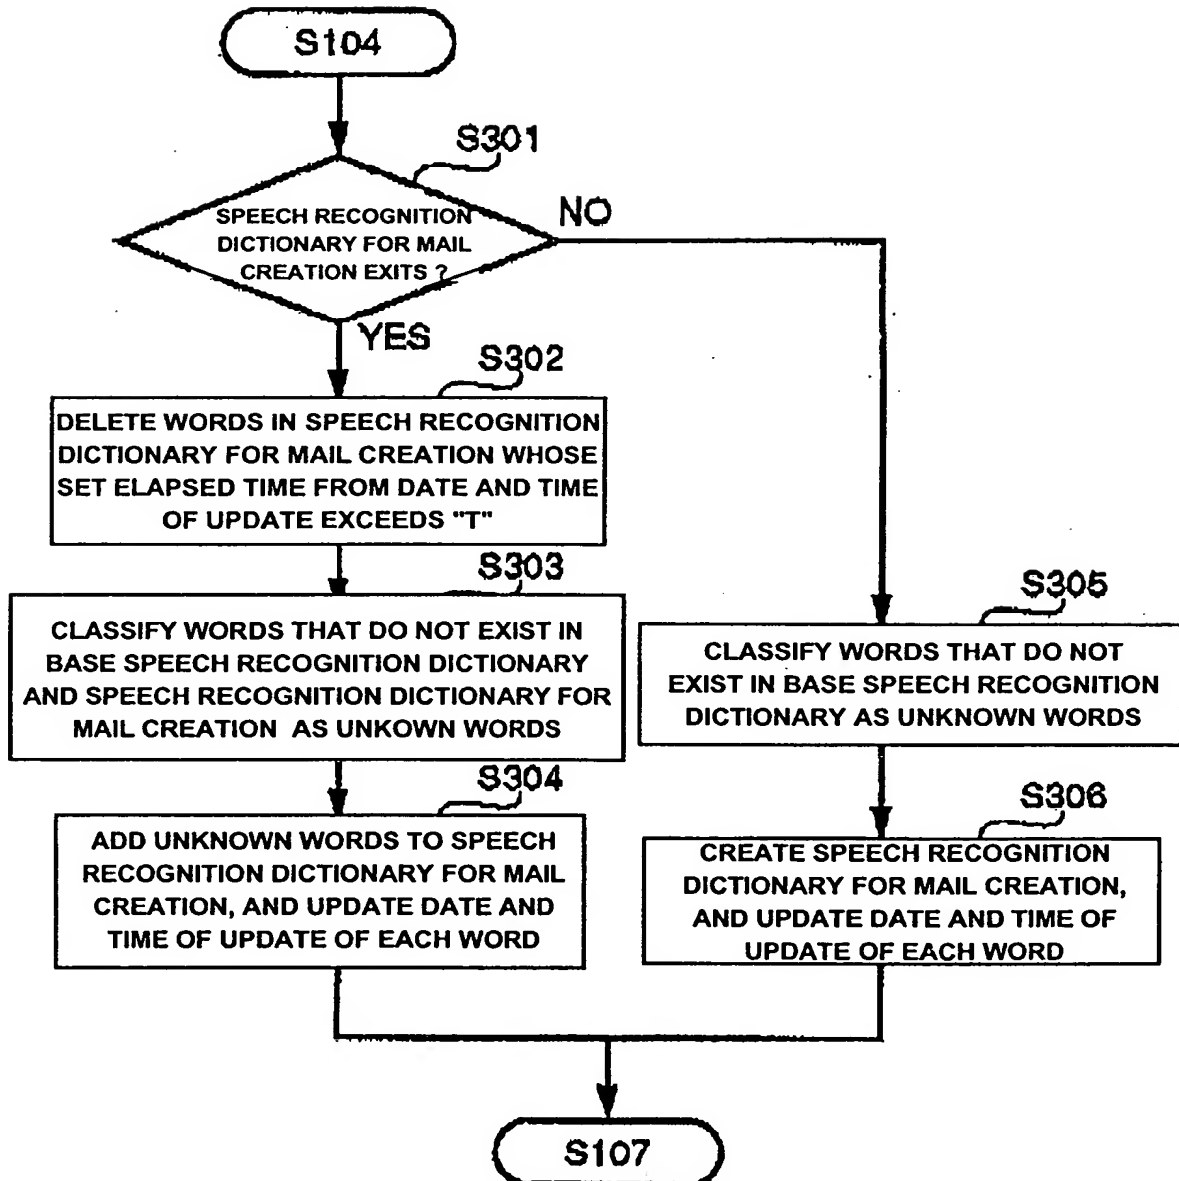 S104
S301
SPEECH RECOGNITION
DICTIONARY FOR MAIL
CREATION EXITS ?
NO
YES
S302
DELETE WORDS IN SPEECH RECOGNITION
DICTIONARY FOR MAIL CREATION WHOSE
SET ELAPSED TIME FROM DATE AND TIME
OF UPDATE EXCEEDS "T"
S303
CLASSIFY WORDS THAT DO NOT EXIST IN
BASE SPEECH RECOGNITION DICTIONARY
AND SPEECH RECOGNITION DICTIONARY FOR
MAIL CREATION AS UNKOWN WORDS
S304
ADD UNKNOWN WORDS TO SPEECH
RECOGNITION DICTIONARY FOR MAIL
CREATION, AND UPDATE DATE AND
TIME OF UPDATE OF EACH WORD
S305
CLASSIFY WORDS THAT DO NOT
EXIST IN BASE SPEECH RECOGNITION
DICTIONARY AS UNKNOWN WORDS
S306
CREATE SPEECH RECOGNITION
DICTIONARY FOR MAIL CREATION,
AND UPDATE DATE AND TIME OF
UPDATE OF EACH WORD
S107